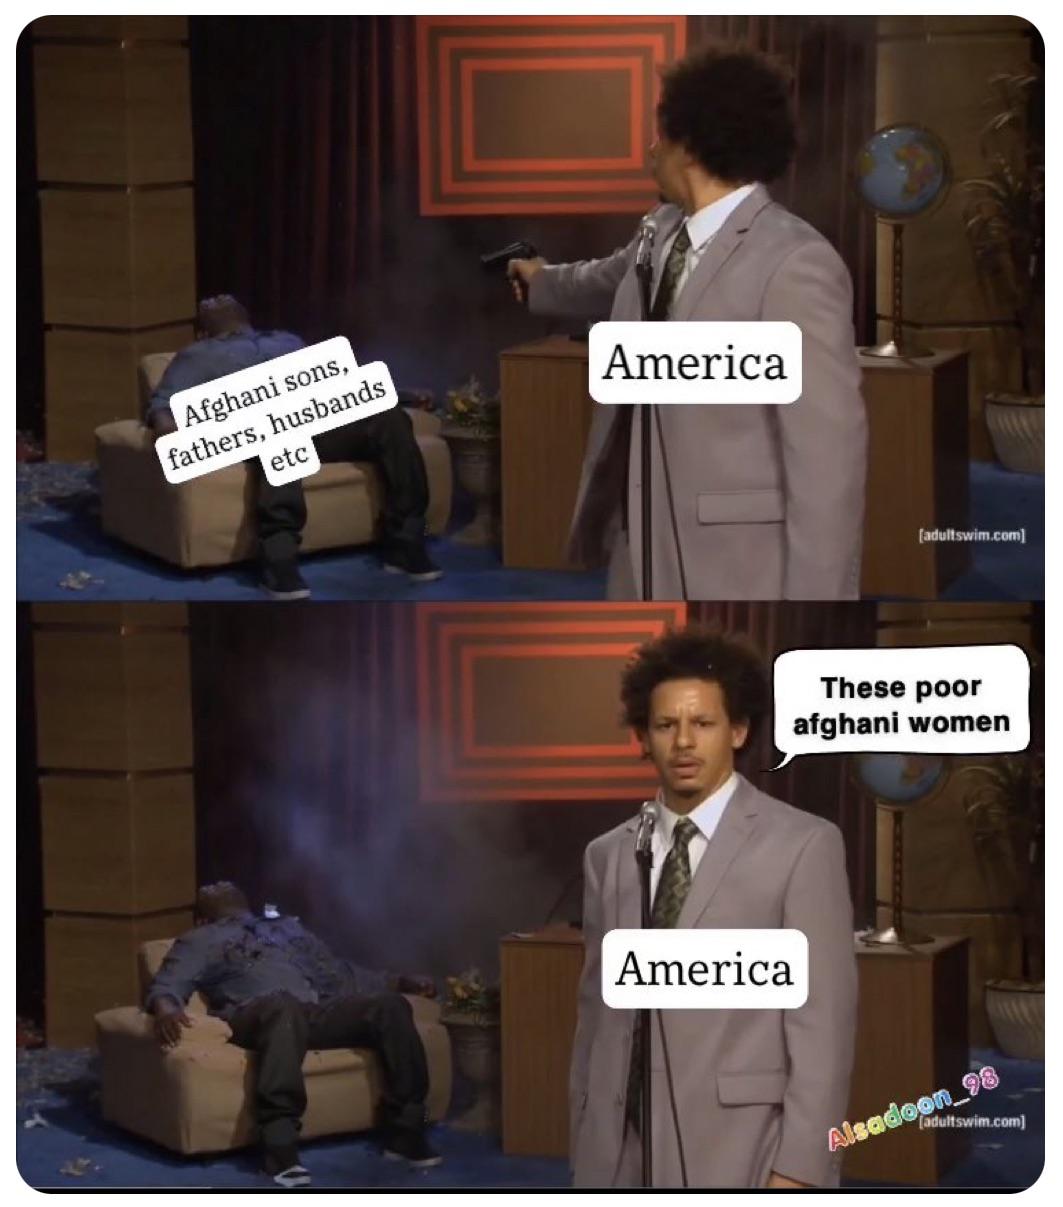 Afghani sons,
fathers, husbands
etc
America
[adultswim.com]
These poor
afghani women
America
Alsadoon_98
[adultswim.com]